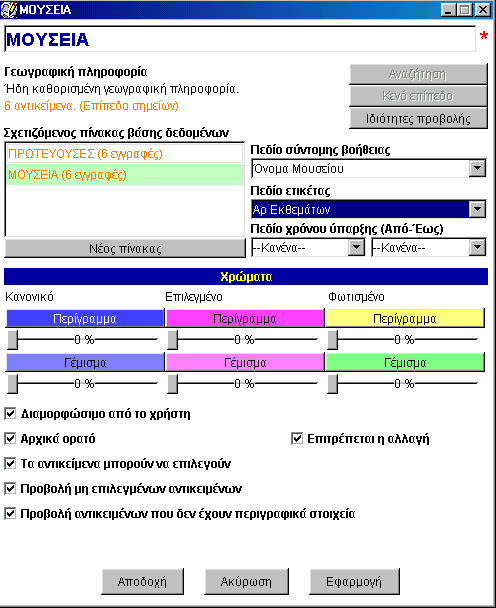 ΜΟΥΣΕΙΑ
ΜΟΥΣΕΙΑ *
Γεωγραφική πληροφορία
Ήδη καθορισμένη γεωγραφική πληροφορία.
6 αντικείμενα. (Επίπεδο σημείων)
Αναζήτηση
Κενό επίπεδο
Ιδιότητες προβολής
Σχετιζόμενος πίνακας βάσης δεδομένων
ΠΡΩΤΕΥΟΥΣΕΣ (6 εγγραφές)
ΜΟΥΣΕΙΑ (6 εγγραφές)
Νέος πίνακας
Πεδίο σύντομης βοήθειας
Όνομα Μουσείου
Πεδίο ετικέτας
Αρ Εκθεμάτων
Πεδίο χρόνου ύπαρξης (Από-Έως)
--Κανένα-- --Κανένα--
Χρώματα
Κανονικό Επιλεγμένο Φωτισμένο
Περίγραμμα Περίγραμμα Περίγραμμα
0 % 0 % 0 %
Γέμισμα Γέμισμα Γέμισμα
0 % 0 % 0 %
Διαμορφώσιμο από το χρήστη
Αρχικά ορατό Επιτρέπεται η αλλαγή
Τα αντικείμενα μπορούν να επιλεγούν
Προβολή μη επιλεγμένων αντικειμένων
Προβολή αντικειμένων που δεν έχουν περιγραφικά στοιχεία
Αποδοχή Ακύρωση Εφαρμογή